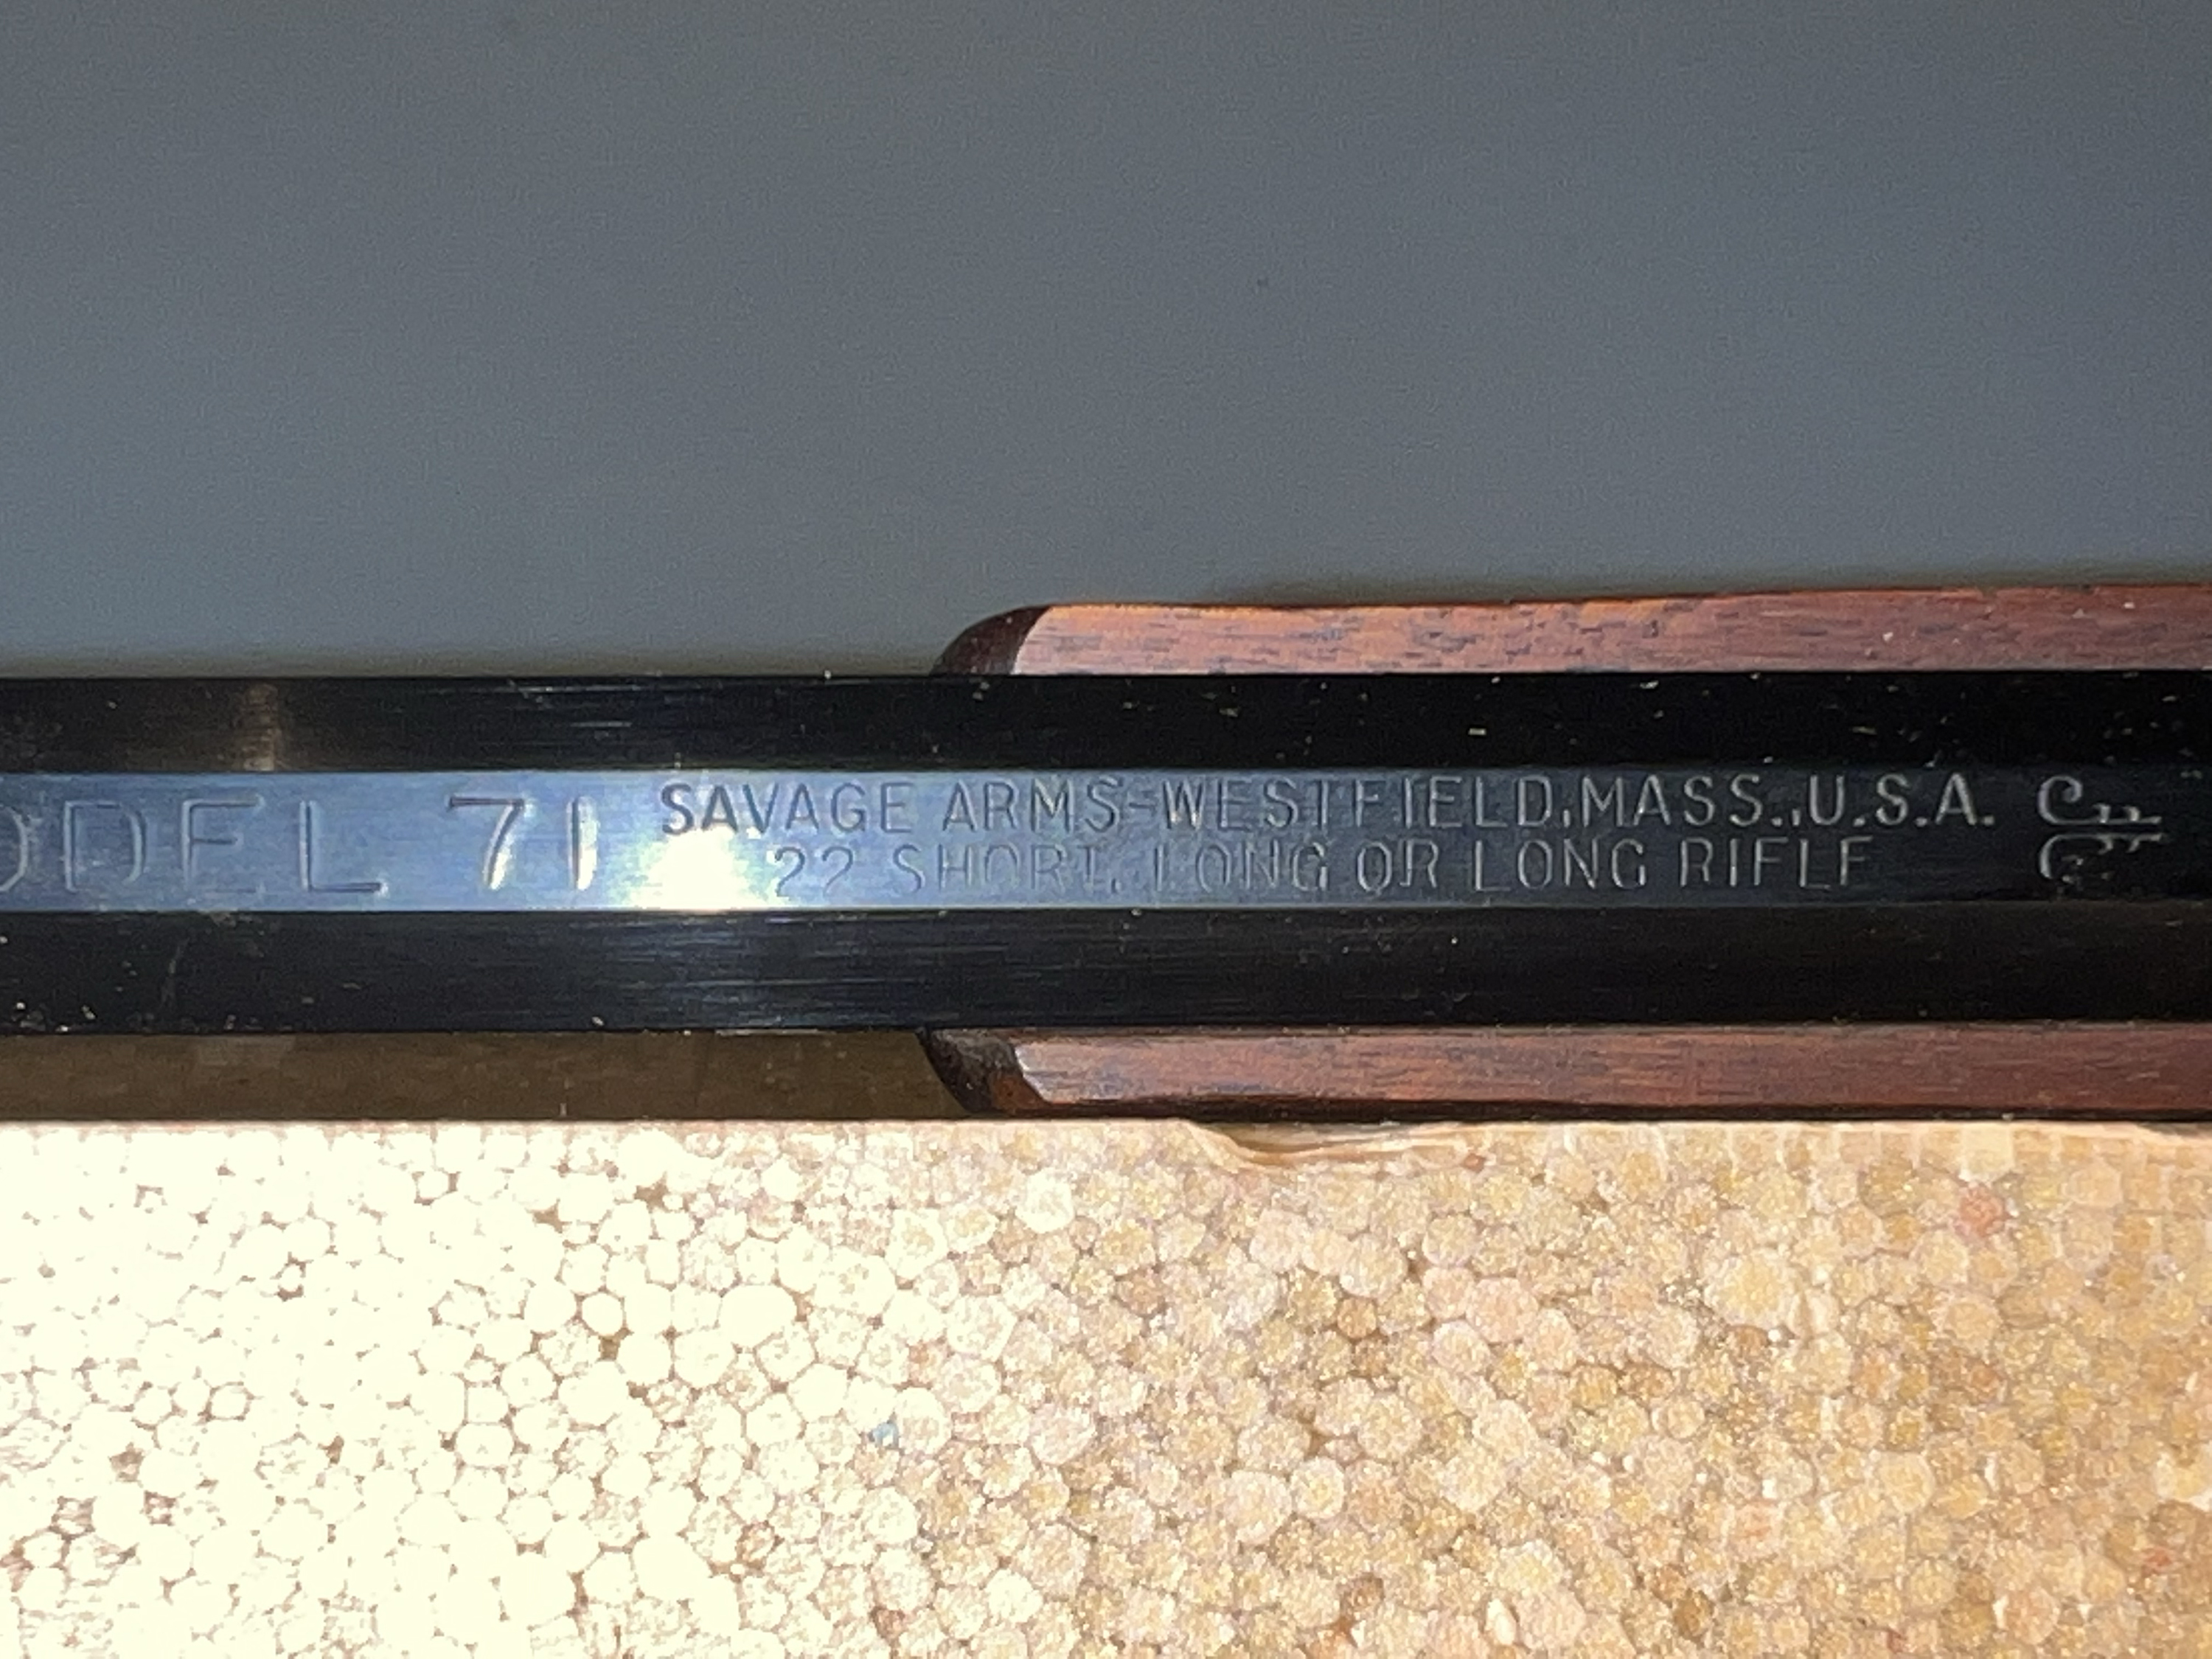 ODEL 71
SAVAGE ARMS-WESTFIELD,MASS.,U.S.A.
22 SHORT, LONG OR LONG RIFLE